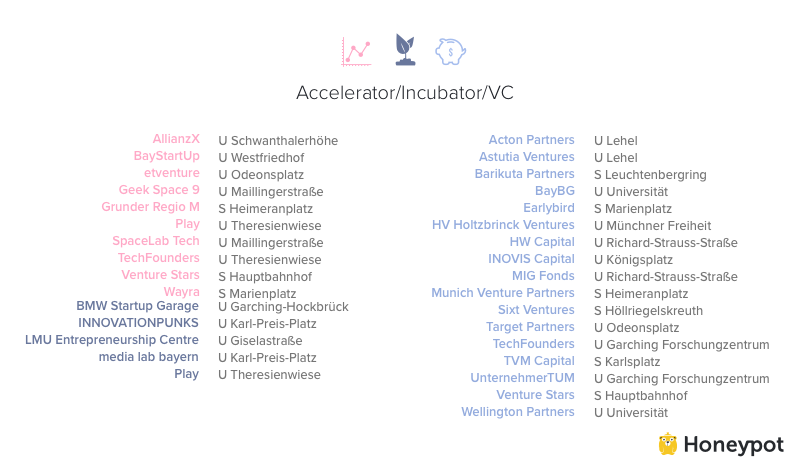 Accelerator/Incubator/VC
AllianzX U Schwanthalerhöhe
BayStartUp U Westfriedhof
etventure U Odeonsplatz
Geek Space 9 U Maillingerstraße
Grunder Regio M S Heimeranplatz
Play U Theresienwiese
SpaceLab Tech U Maillingerstraße
TechFounders U Theresienwiese
Venture Stars S Hauptbahnhof
Wayra S Marienplatz
BMW Startup Garage U Garching-Hockbrück
INNOVATIONPUNKS U Karl-Preis-Platz
LMU Entrepreneurship Centre U Giselastraße
media lab bayern U Karl-Preis-Platz
Play U Theresienwiese
Acton Partners U Lehel
Astutia Ventures U Lehel
Barikuta Partners S Leuchtenbergring
BayBG U Universität
Earlybird S Marienplatz
HV Holtzbrinck Ventures U Münchner Freiheit
HW Capital U Richard-Strauss-Straße
INOVIS Capital U Königsplatz
MIG Fonds U Richard-Strauss-Straße
Munich Venture Partners S Heimeranplatz
Sixt Ventures S Höllriegelskreuth
Target Partners U Odeonsplatz
TechFounders U Garching Forschungzentrum
TVM Capital S Karlsplatz
UnternehmerTUM U Garching Forschungzentrum
Venture Stars S Hauptbahnhof
Wellington Partners U Universität
Honeypot